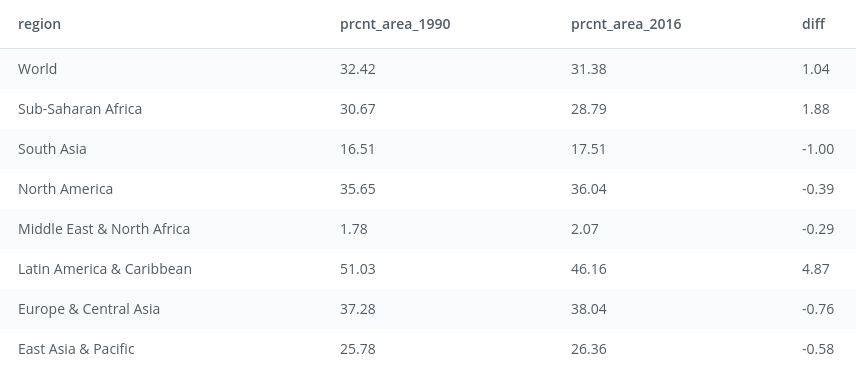 region prcnt_area_1990 prcnt_area_2016 diff
World 32.42 31.38 1.04
Sub-Saharan Africa 30.67 28.79 1.88
South Asia 16.51 17.51 -1.00
North America 35.65 36.04 -0.39
Middle East & North Africa 1.78 2.07 -0.29
Latin America & Caribbean 51.03 46.16 4.87
Europe & Central Asia 37.28 38.04 -0.76
East Asia & Pacific 25.78 26.36 -0.58